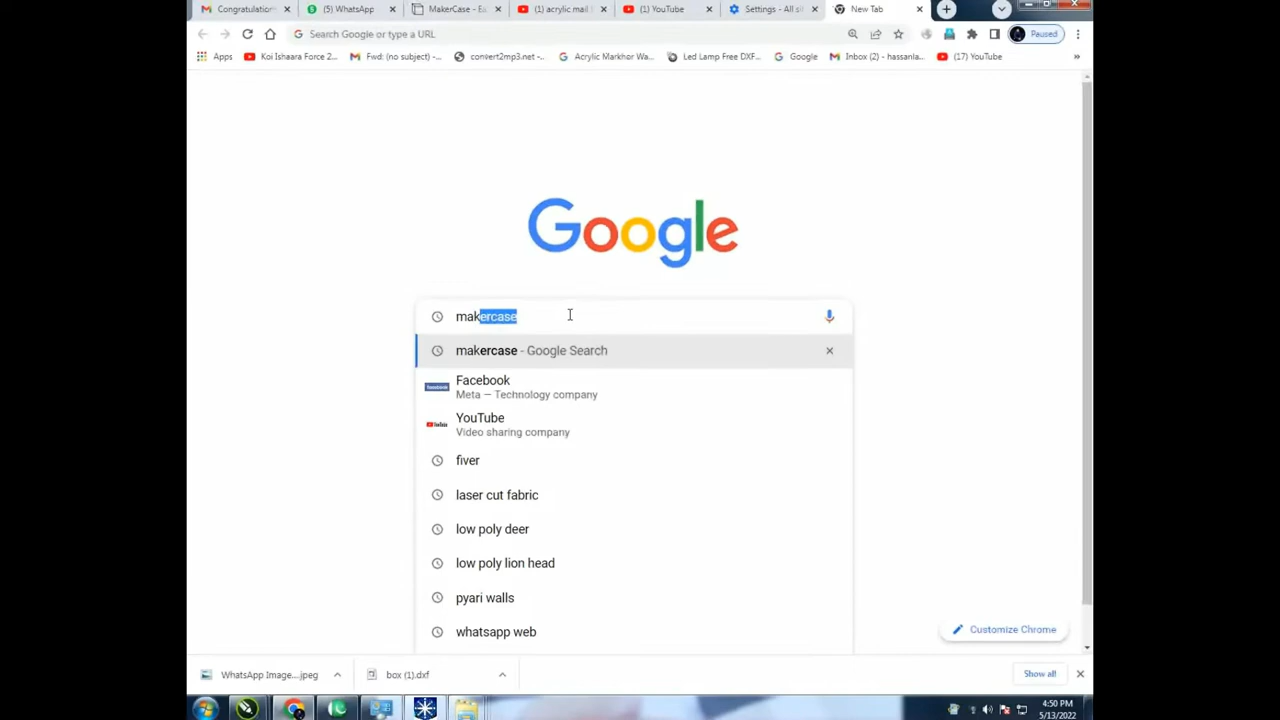 Congratulation
(5) WhatsApp
MakerCase - Ea
(1) acrylic mail
(1) YouTube
Settings - All si
New Tab
Search Google or type a URL
Paused
Apps
Koi Ishaara Force 2...
Fwd: (no subject) -...
convert2mp3.net -...
Acrylic Markhor Wa...
Led Lamp Free DXF...
Google
Inbox (2) - hassanla...
(17) YouTube
»
Google
makercase
makercase - Google Search
Facebook
Meta — Technology company
YouTube
Video sharing company
fiver
laser cut fabric
low poly deer
low poly lion head
pyari walls
whatsapp web
Customize Chrome
WhatsApp Image....jpeg
box (1).dxf
Show all
4:50 PM
5/13/2022